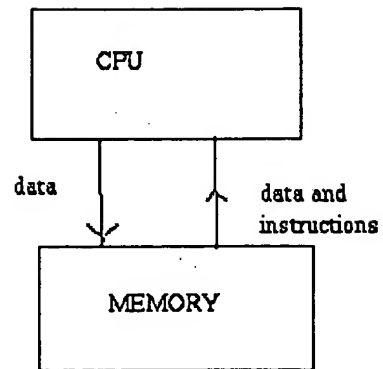 CPU
data
data and
instructions
MEMORY